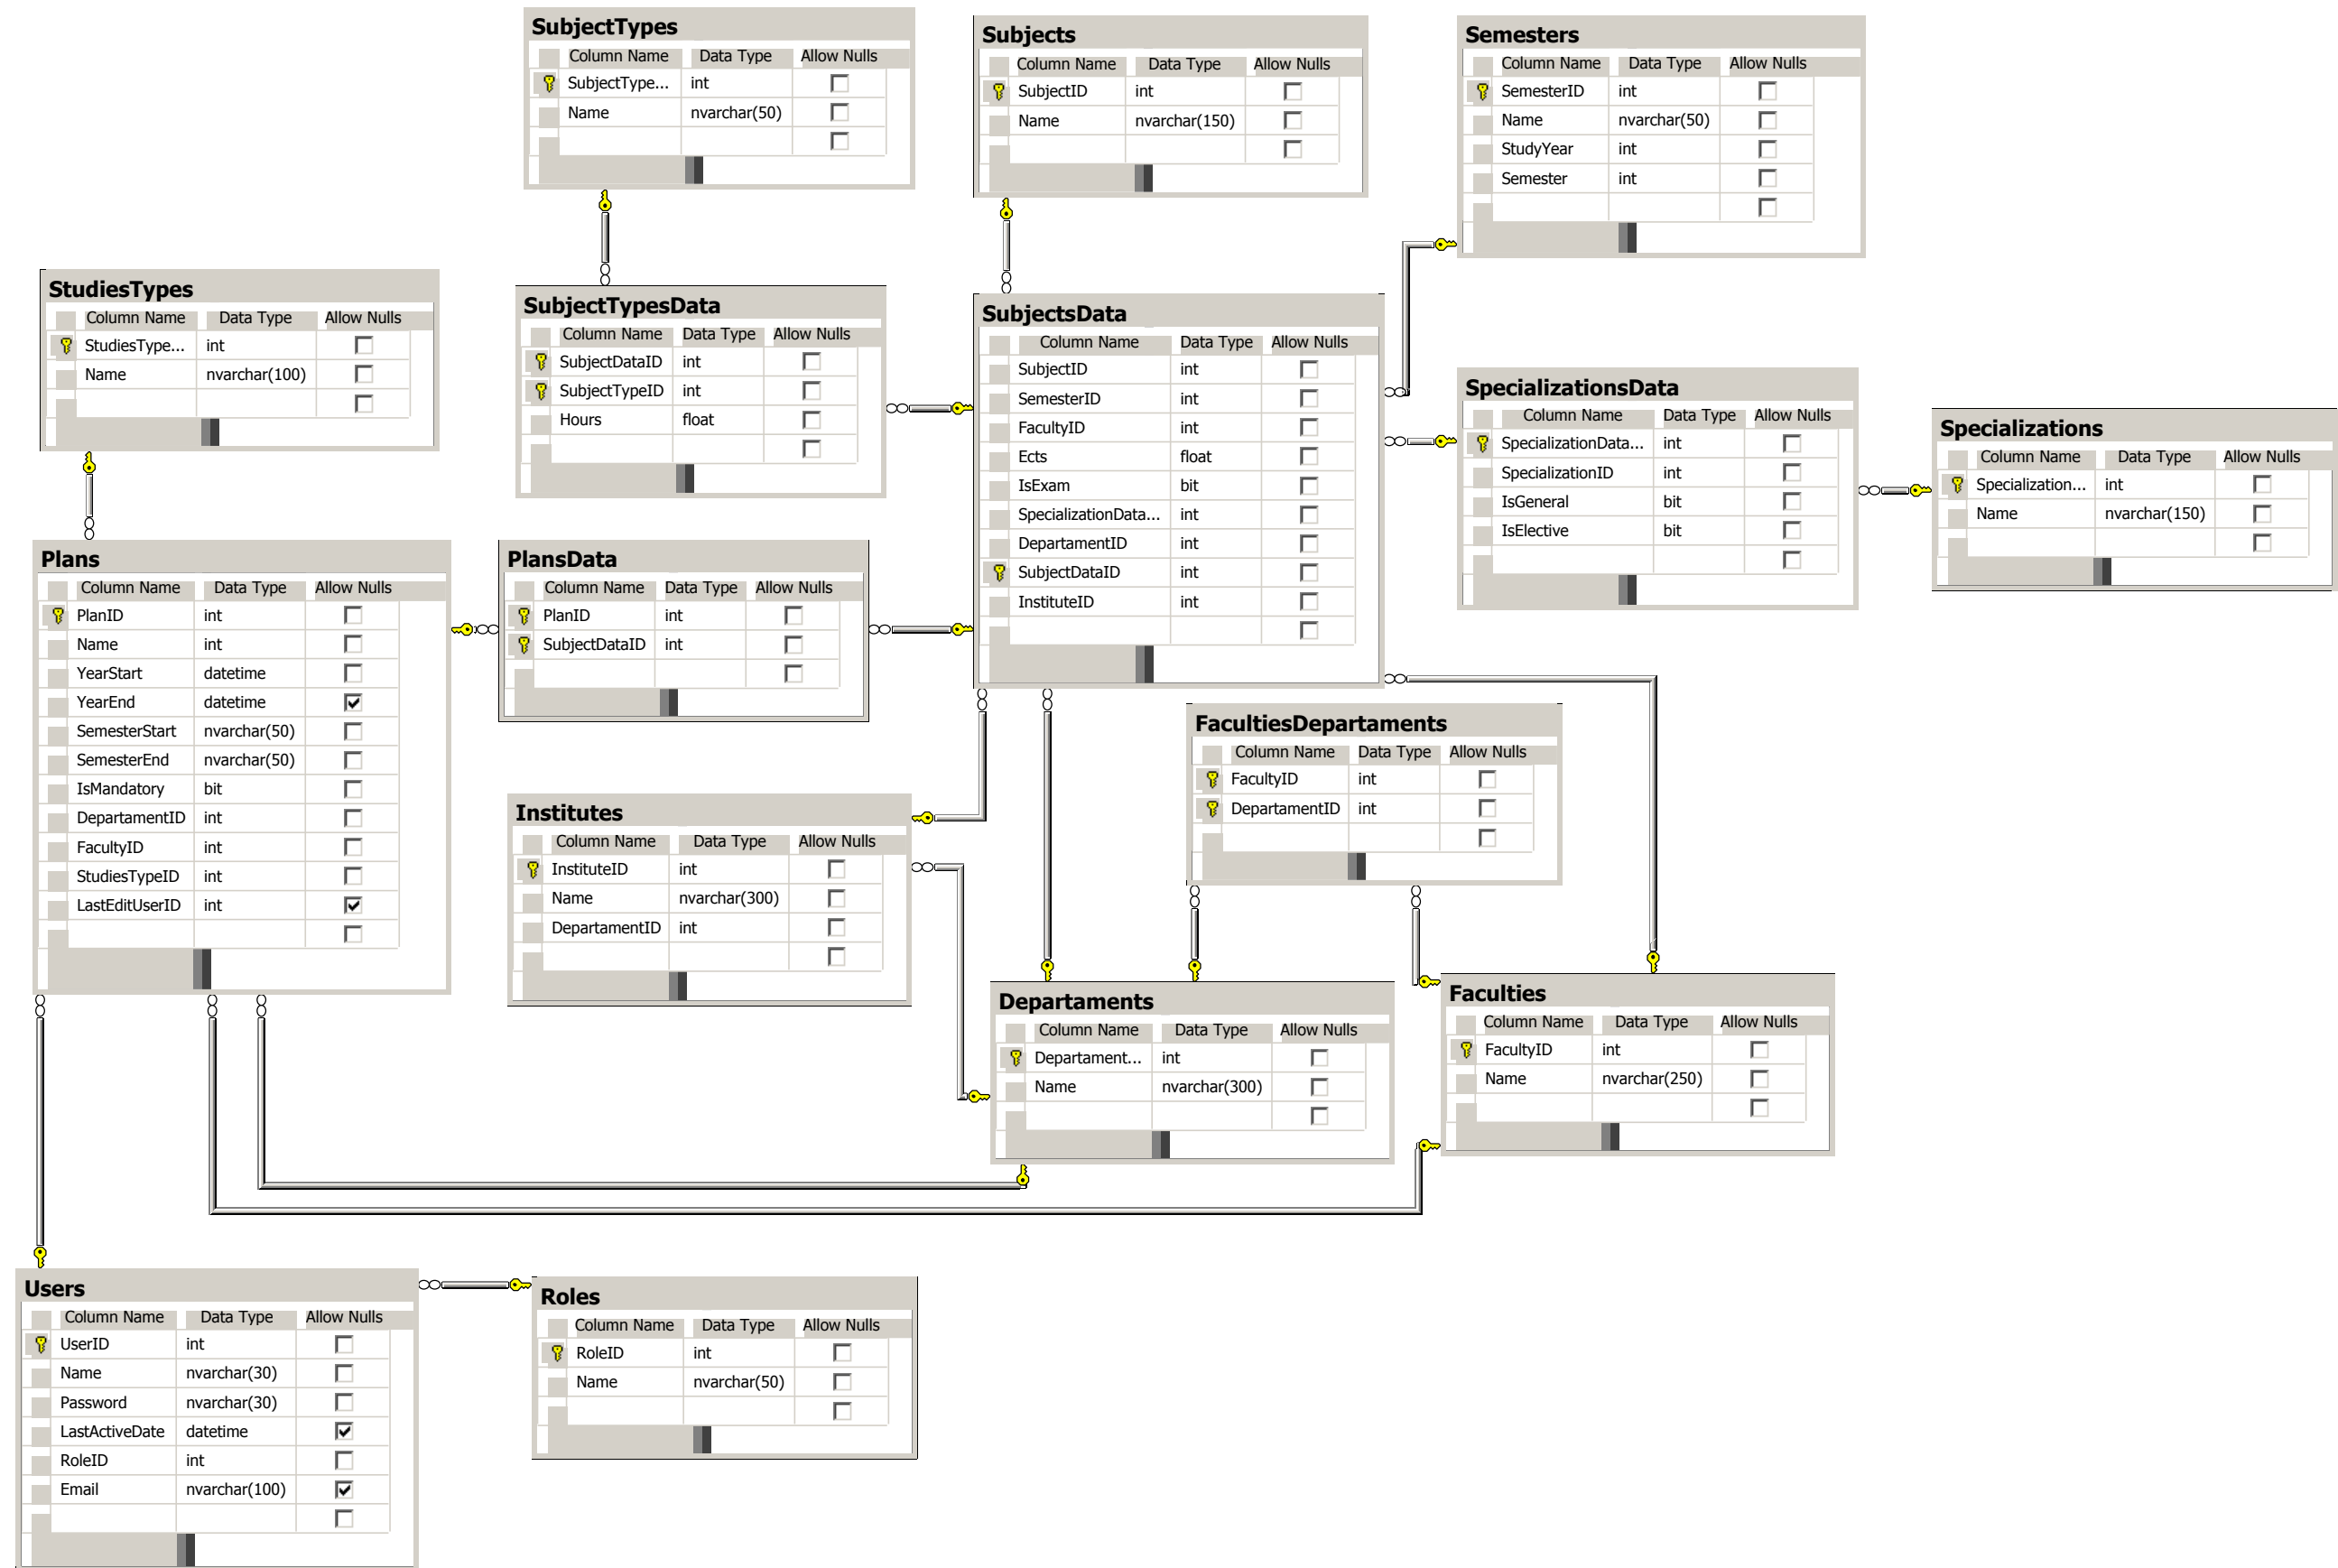 SubjectTypes
Column Name Data Type Allow Nulls
SubjectType... int
Name nvarchar(50)
Subjects
Column Name Data Type Allow Nulls
SubjectID int
Name nvarchar(150)
Semesters
Column Name Data Type Allow Nulls
SemesterID int
Name nvarchar(50)
StudyYear int
Semester int
StudiesTypes
Column Name Data Type Allow Nulls
StudiesType... int
Name nvarchar(100)
SubjectTypesData
Column Name Data Type Allow Nulls
SubjectDataID int
SubjectTypeID int
Hours float
SubjectsData
Column Name Data Type Allow Nulls
SubjectID int
SemesterID int
FacultyID int
Ects float
IsExam bit
SpecializationData... int
DepartamentID int
SubjectDataID int
InstituteID int
SpecializationsData
Column Name Data Type Allow Nulls
SpecializationData... int
SpecializationID int
IsGeneral bit
IsElective bit
Specializations
Column Name Data Type Allow Nulls
Specialization... int
Name nvarchar(150)
Plans
Column Name Data Type Allow Nulls
PlanID int
Name int
YearStart datetime
YearEnd datetime
SemesterStart nvarchar(50)
SemesterEnd nvarchar(50)
IsMandatory bit
DepartamentID int
FacultyID int
StudiesTypeID int
LastEditUserID int
PlansData
Column Name Data Type Allow Nulls
PlanID int
SubjectDataID int
FacultiesDepartaments
Column Name Data Type Allow Nulls
FacultyID int
DepartamentID int
Institutes
Column Name Data Type Allow Nulls
InstituteID int
Name nvarchar(300)
DepartamentID int
Departaments
Column Name Data Type Allow Nulls
Departament... int
Name nvarchar(300)
Faculties
Column Name Data Type Allow Nulls
FacultyID int
Name nvarchar(250)
Users
Column Name Data Type Allow Nulls
UserID int
Name nvarchar(30)
Password nvarchar(30)
LastActiveDate datetime
RoleID int
Email nvarchar(100)
Roles
Column Name Data Type Allow Nulls
RoleID int
Name nvarchar(50)